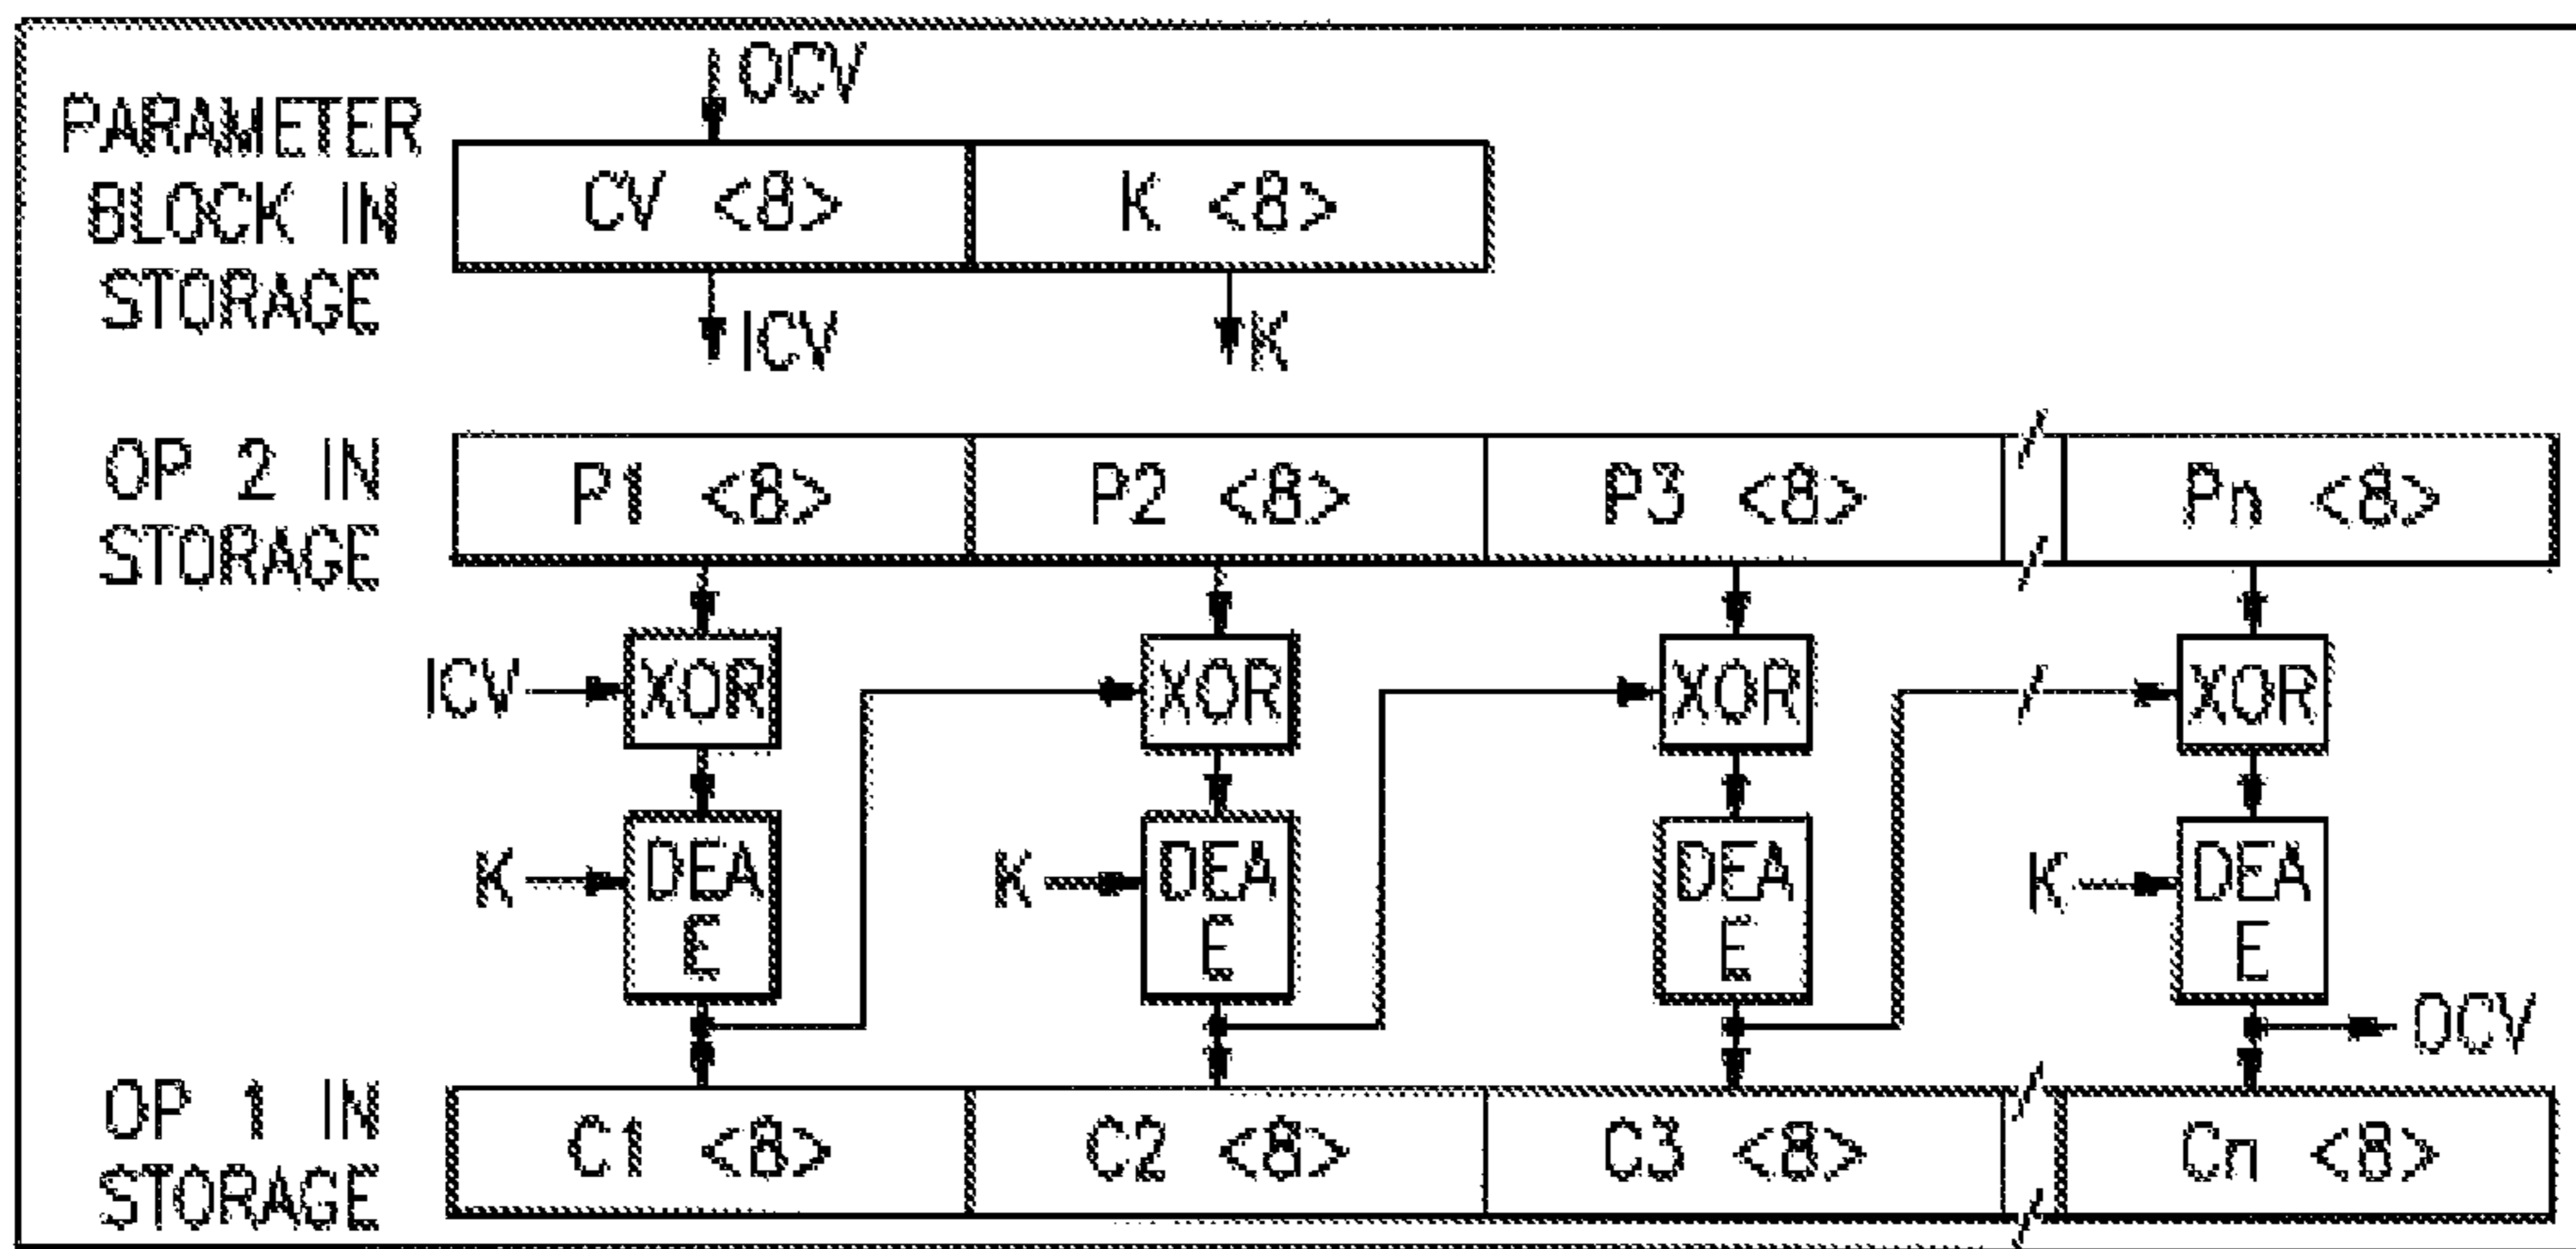 OCV
PARAMETER
BLOCK IN
STORAGE
CV <8>
K <8>
ICV
K
OP 2 IN
STORAGE
P1 <8>
P2 <8>
P3 <8>
Pn <8>
ICV
XOR
XOR
XOR
XOR
K
DEA
E
K
DEA
E
DEA
E
K
DEA
E
OCV
OP 1 IN
STORAGE
C1 <8>
C2 <8>
C3 <8>
Cn <8>